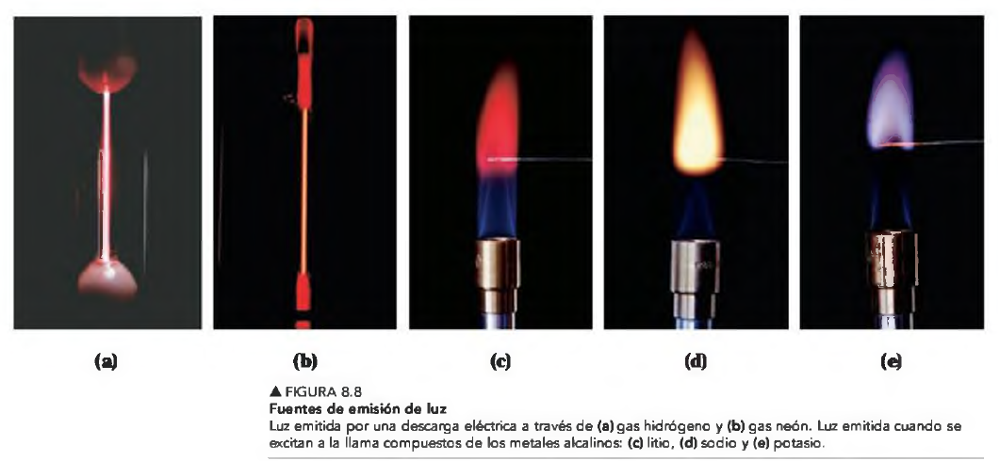 (a) (b) (c) (d) (e)
▲ FIGURA 8.8
Fuentes de emisión de luz
Luz emitida por una descarga eléctrica a través de (a) gas hidrógeno y (b) gas neón. Luz emitida cuando se
excitan a la llama compuestos de los metales alcalinos: (c) litio, (d) sodio y (e) potasio.